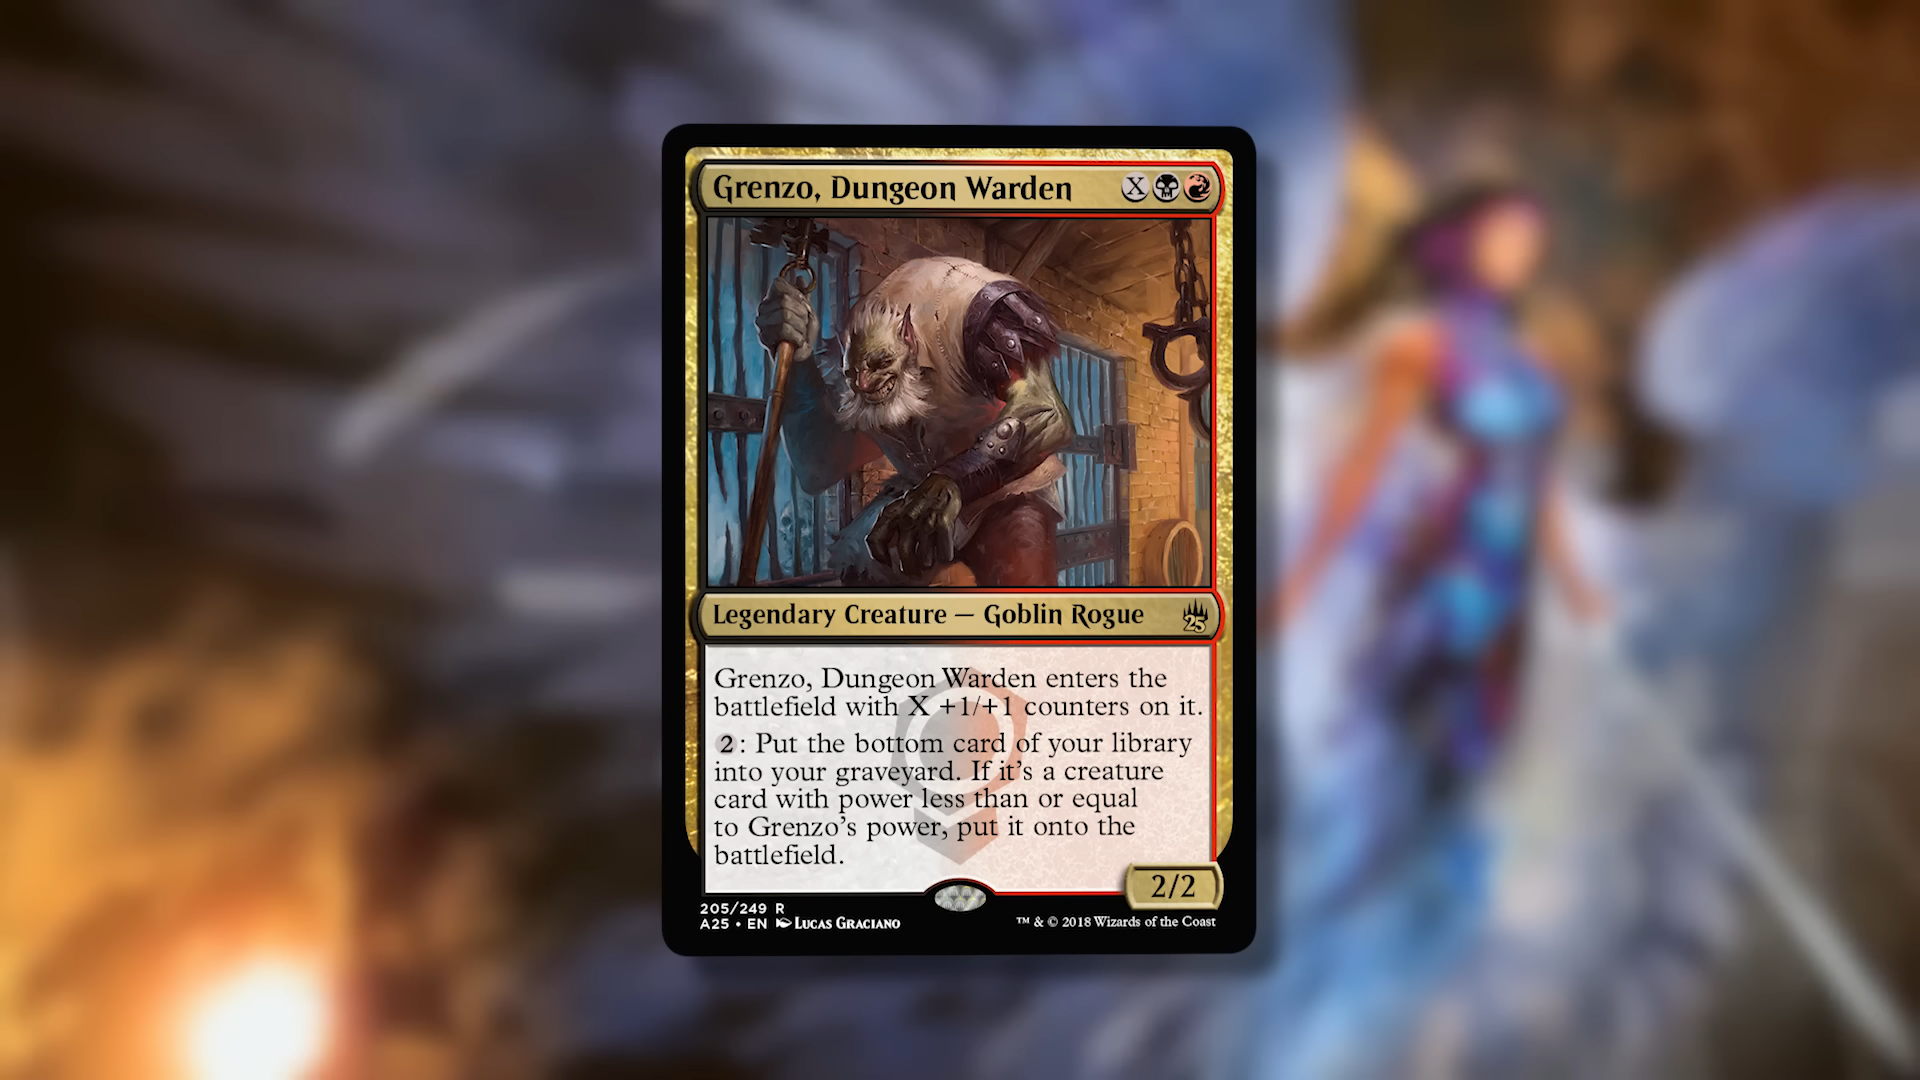 Grenzo, Dungeon Warden X
Legendary Creature — Goblin Rogue
25
Grenzo, Dungeon Warden enters the
battlefield with X +1/+1 counters on it.
2: Put the bottom card of your library
into your graveyard. If it's a creature
card with power less than or equal
to Grenzo's power, put it onto the
battlefield.
2/2
205/249 R
A25 • EN Lucas Graciano
™ & © 2018 Wizards of the Coast